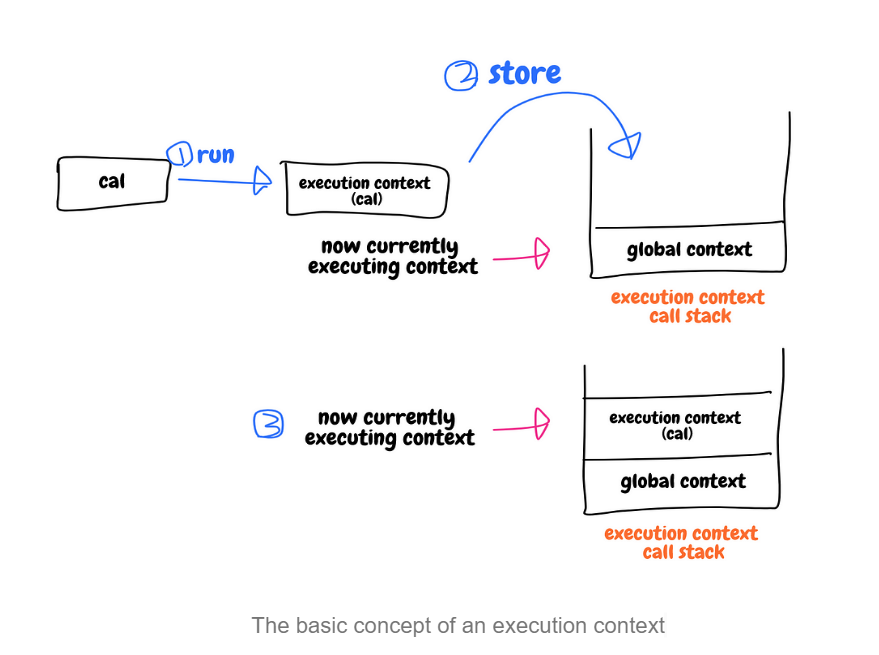 ② store
① run
cal
execution context
(cal)
now currently
executing context
global context
execution context
call stack
③
now currently
executing context
execution context
(cal)
global context
execution context
call stack
The basic concept of an execution context